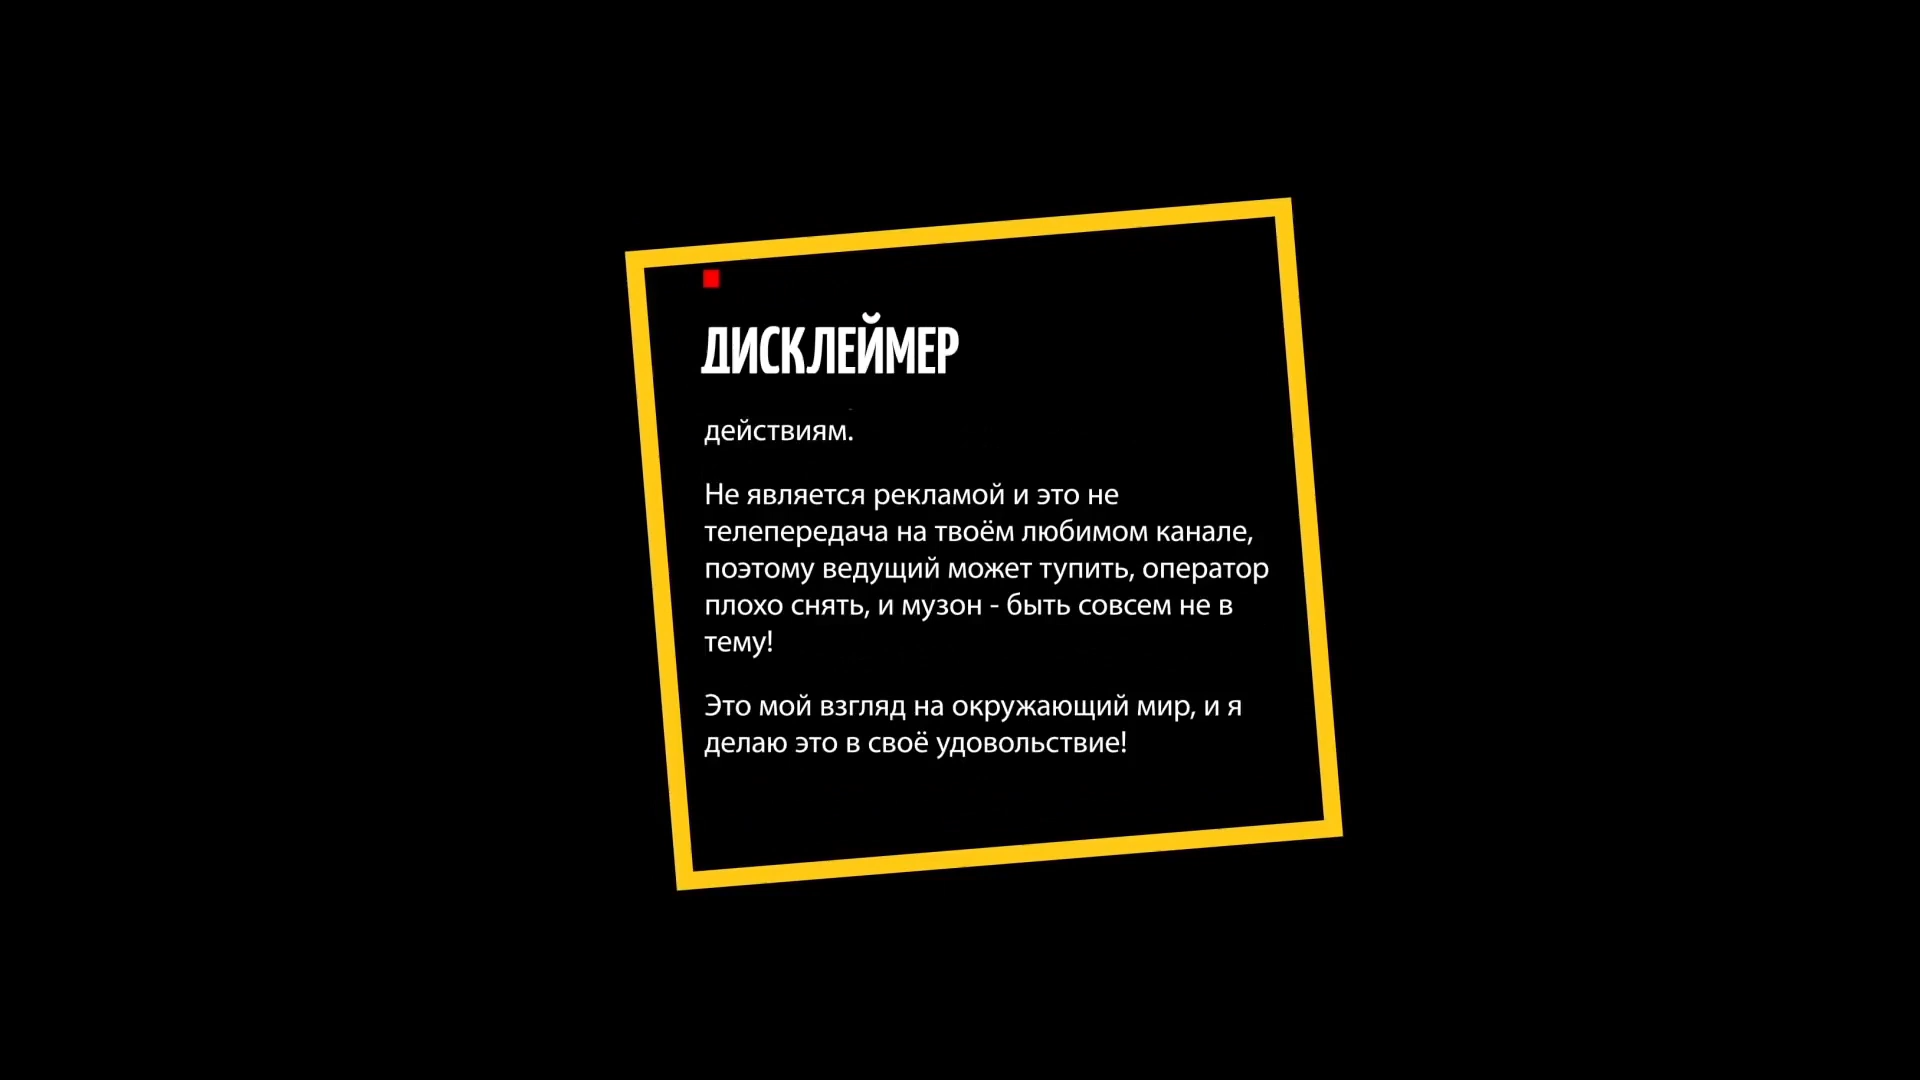 ДИСКЛЕЙМЕР
действиям.
Не является рекламой и это не
телепередача на твоём любимом канале,
поэтому ведущий может тупить, оператор
плохо снять, и музон - быть совсем не в
тему!
Это мой взгляд на окружающий мир, и я
делаю это в своё удовольствие!